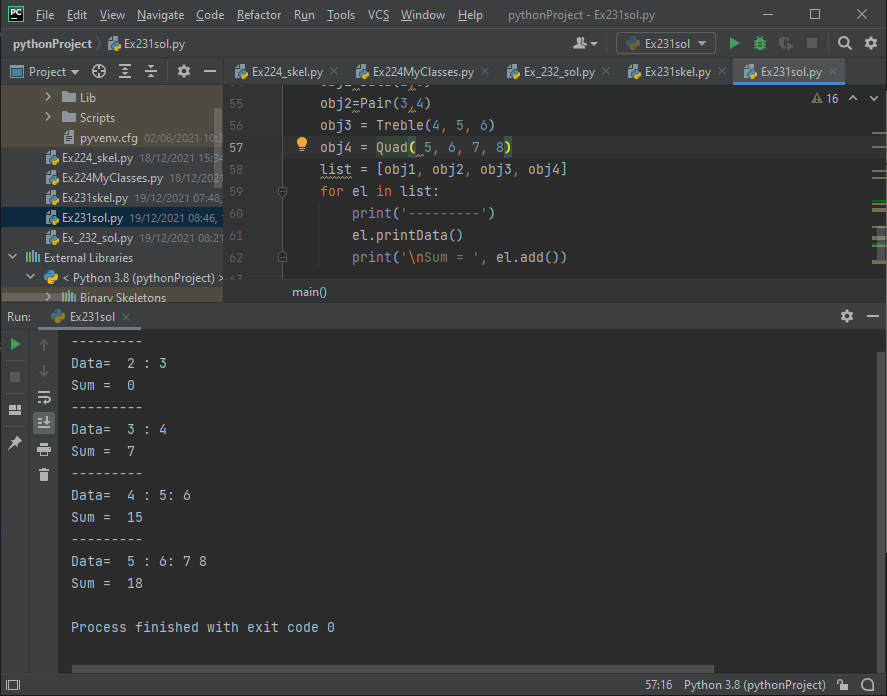 PC File Edit View Navigate Code Refactor Run Tools VCS Window Help pythonProject - Ex231sol.py
pythonProject Ex231sol.py Ex231sol
Project Ex224_skel.py Ex224MyClasses.py Ex_232_sol.py Ex231skel.py Ex231sol.py
Lib
Scripts
pyvenv.cfg 02/06/2021 10:3
Ex224_skel.py 18/12/2021 15:34
Ex224MyClasses.py 18/12/202
Ex231skel.py 19/12/2021 07:48,
Ex231sol.py 19/12/2021 08:46,
Ex_232_sol.py 19/12/2021 08:21
External Libraries
< Python 3.8 (pythonProject) >
Binary Skeletons
16
55 obj2=Pair(3,4)
56 obj3 = Treble(4, 5, 6)
57 obj4 = Quad( 5, 6, 7, 8)
58 list = [obj1, obj2, obj3, obj4]
59 for el in list:
60 print('---------')
61 el.printData()
62 print('\nSum = ', el.add())
63
main()
Run: Ex231sol
---------
Data=  2 : 3
Sum =  0
---------
Data=  3 : 4
Sum =  7
---------
Data=  4 : 5: 6
Sum =  15
---------
Data=  5 : 6: 7 8
Sum =  18
Process finished with exit code 0
57:16 Python 3.8 (pythonProject)